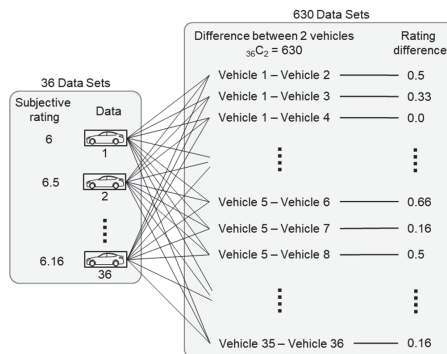 630 Data Sets
Difference between 2 vehicles
₃₆C₂ = 630
Rating
difference
Vehicle 1 – Vehicle 2 0.5
Vehicle 1 – Vehicle 3 0.33
Vehicle 1 – Vehicle 4 0.0
Vehicle 5 – Vehicle 6 0.66
Vehicle 5 – Vehicle 7 0.16
Vehicle 5 – Vehicle 8 0.5
Vehicle 35 – Vehicle 36 0.16
36 Data Sets
Subjective
rating
Data
6
1
6.5
2
6.16
36